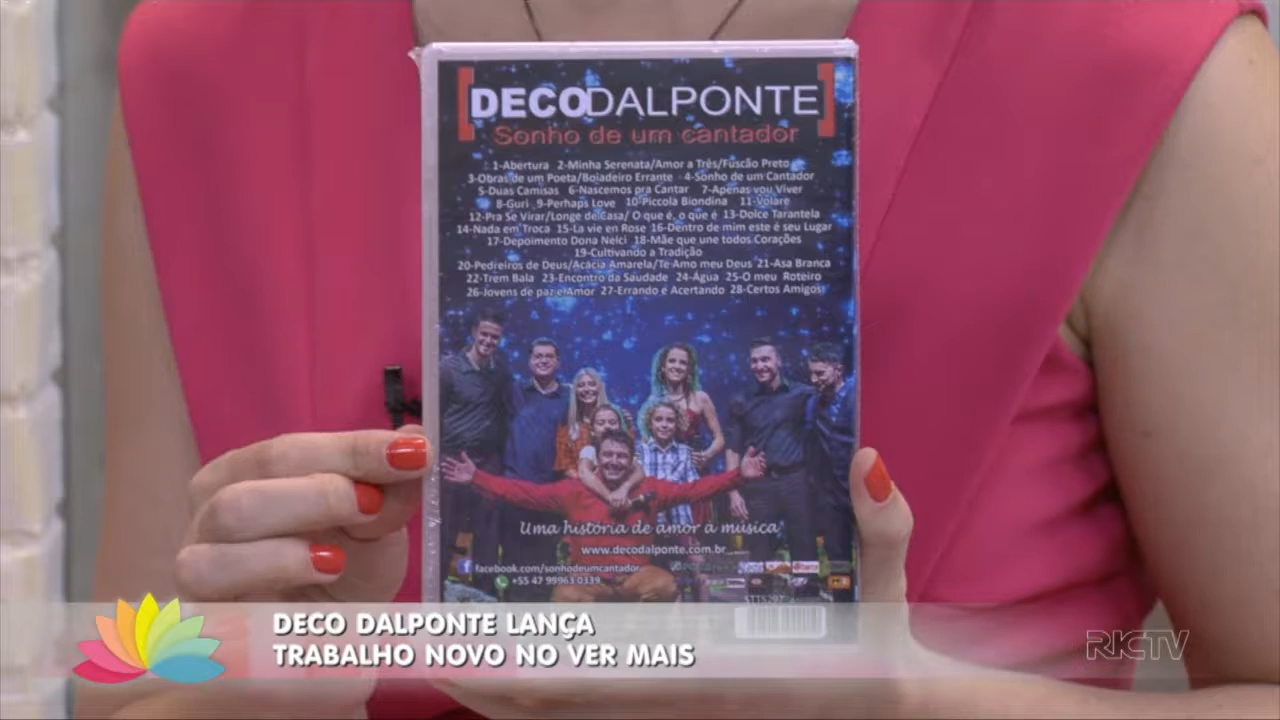 DECODALPONTE
Sonho de um cantador
1-Abertura 2-Minha Serenata/Amor a Três/Fuscão Preto
3-Obras de um Poeta/Boiadeiro Errante 4-Sonho de um Cantador
5-Duas Camisas 6-Nascemos pra Cantar 7-Apenas vou Viver
8-Guri 9-Perhaps Love 10-Piccola Biondina 11-Volare
12-Pra Se Virar/Longe de Casa/ O que é, o que é 13-Dolce Tarantela
14-Nada em Troca 15-La vie en Rose 16-Dentro de mim este é seu Lugar
17-Depoimento Dona Nelci 18-Mãe que une todos Corações
19-Cultivando a Tradição
20-Pedreiros de Deus/Acácia Amarela/Te Amo meu Deus 21-Asa Branca
22-Trem Bala 23-Encontro da Saudade 24-Água 25-O meu Roteiro
26-Jovens de paz e Amor 27-Errando e Acertando 28-Certos Amigos
Uma história de amor a música
www.decodalponte.com.br
facebook.com/sonhodeumcantador
+55 47 99963 0339
DECO DALPONTE LANÇA
TRABALHO NOVO NO VER MAIS
RICTV